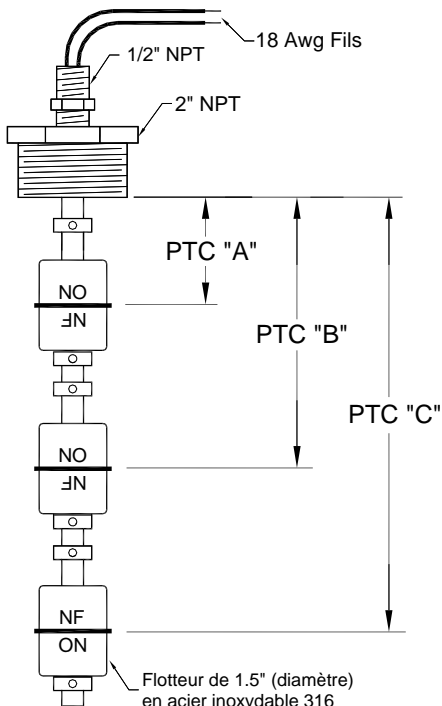 18 Awg Fils
1/2" NPT
2" NPT
PTC "A"
NO
NF
PTC "B"
PTC "C"
NO
NF
NF
NO
Flotteur de 1.5" (diamètre)
en acier inoxydable 316